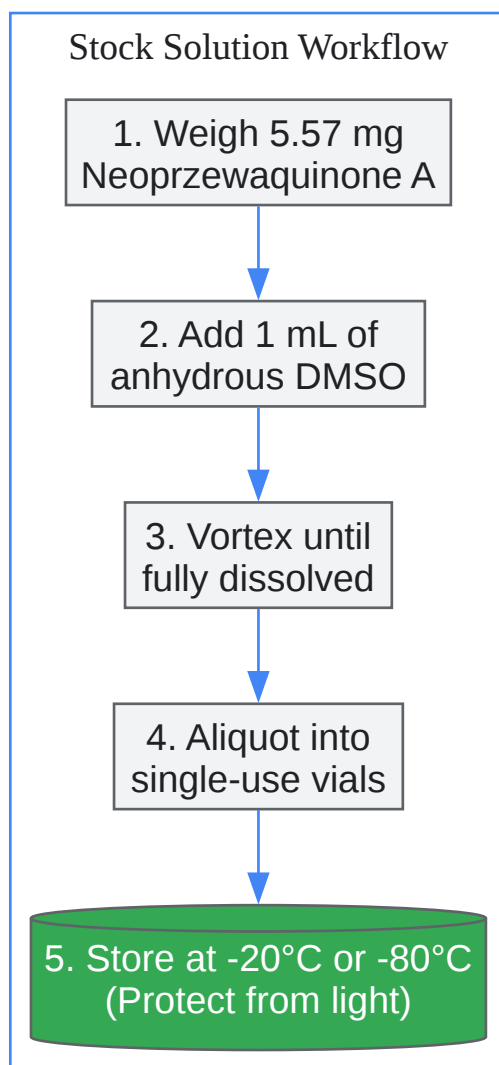 Stock Solution Workflow
1. Weigh 5.57 mg
Neoprzewaquinone A
2. Add 1 mL of
anhydrous DMSO
3. Vortex until
fully dissolved
4. Aliquot into
single-use vials
5. Store at -20°C or -80°C
(Protect from light)